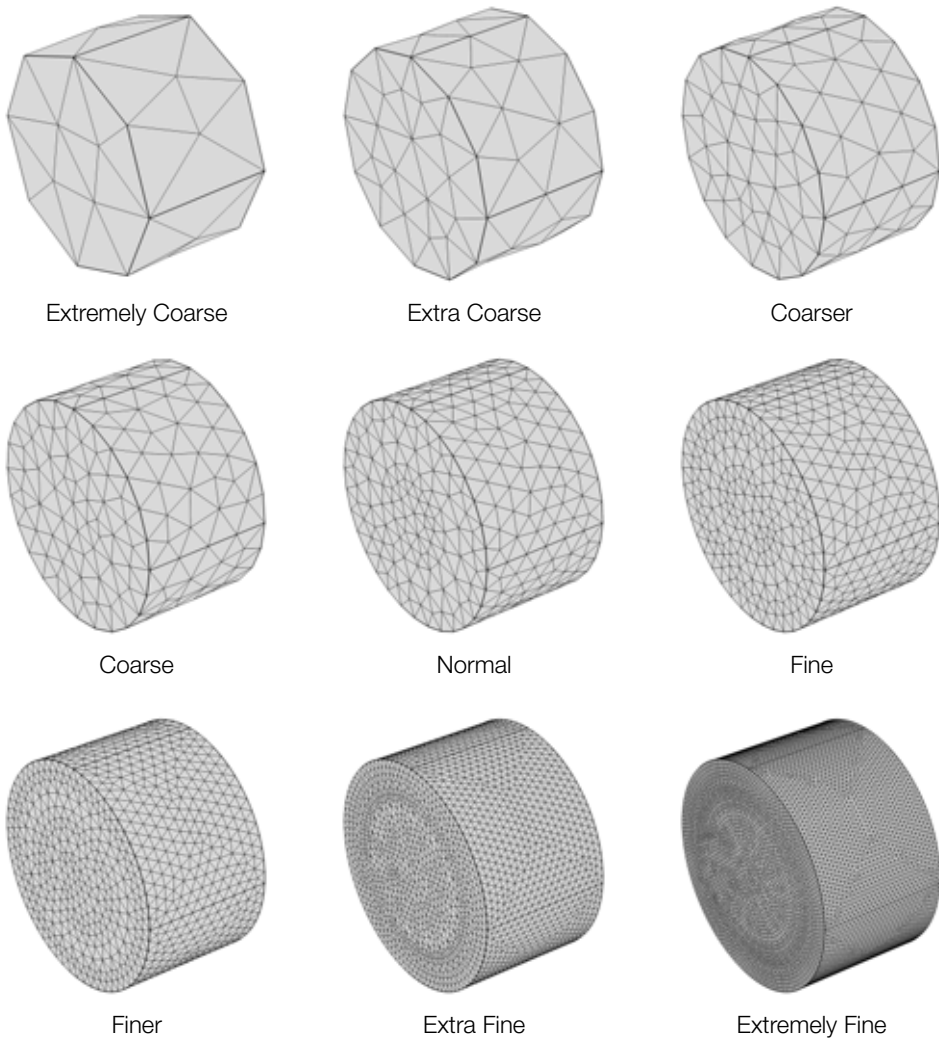 Extremely Coarse
Extra Coarse
Coarser
Coarse
Normal
Fine
Finer
Extra Fine
Extremely Fine